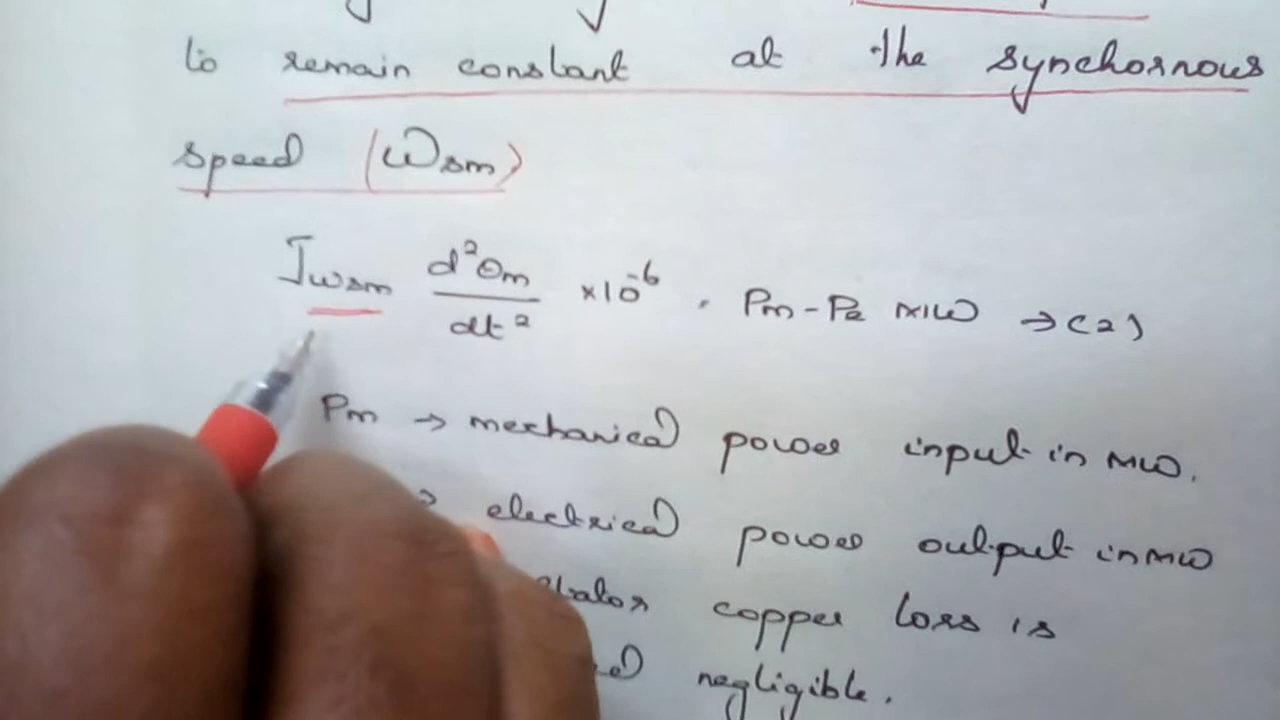 to remain constant at the synchornous
speed (ωsm)
Jωsm d²θm/dt² ×10⁻⁶ = Pm - Pe MW → (2)
Pm → mechanical power input in MW.
→ electrical power output in MW
copper loss is
negligible.